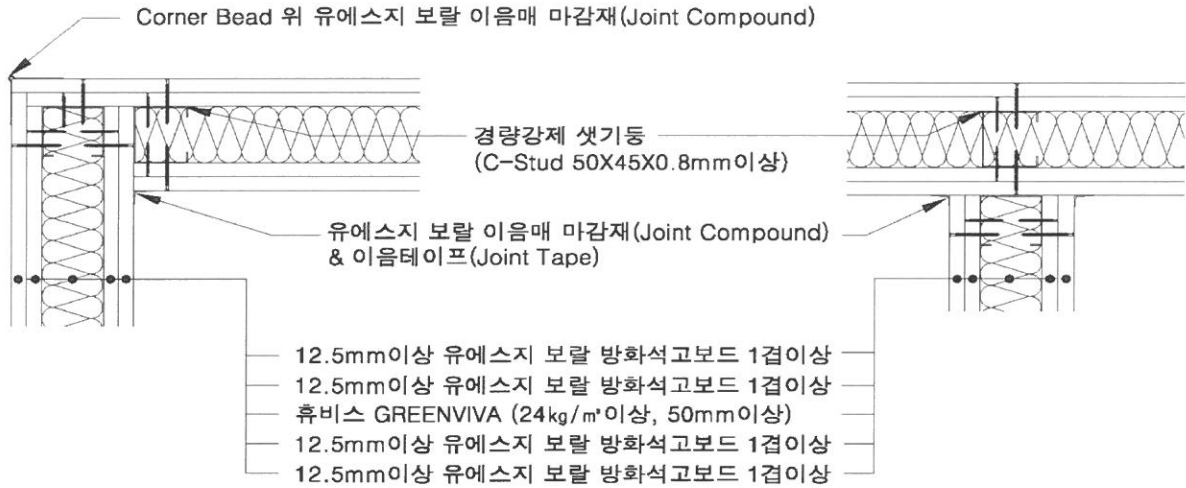 Corner Bead 위 유에스지 보랄 이음매 마감재(Joint Compound)
경량강제 샛기둥
(C-Stud 50X45X0.8mm이상)
유에스지 보랄 이음매 마감재(Joint Compound)
& 이음테이프(Joint Tape)
12.5mm이상 유에스지 보랄 방화석고보드 1겹이상
12.5mm이상 유에스지 보랄 방화석고보드 1겹이상
휴비스 GREENVIVA (24kg/㎥이상, 50mm이상)
12.5mm이상 유에스지 보랄 방화석고보드 1겹이상
12.5mm이상 유에스지 보랄 방화석고보드 1겹이상